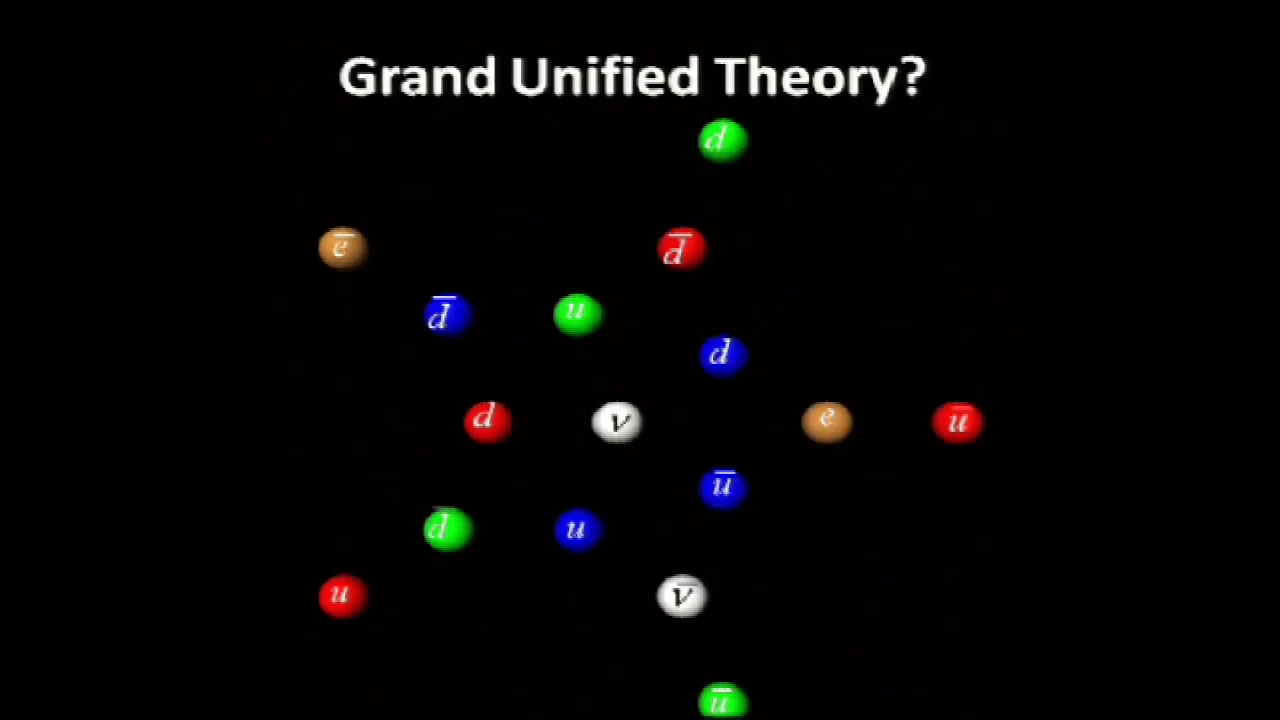 Grand Unified Theory?
d
e̅ d̅
d̅ u
d
d ν e u̅
u̅
d̅ u
u ν̅
u̅